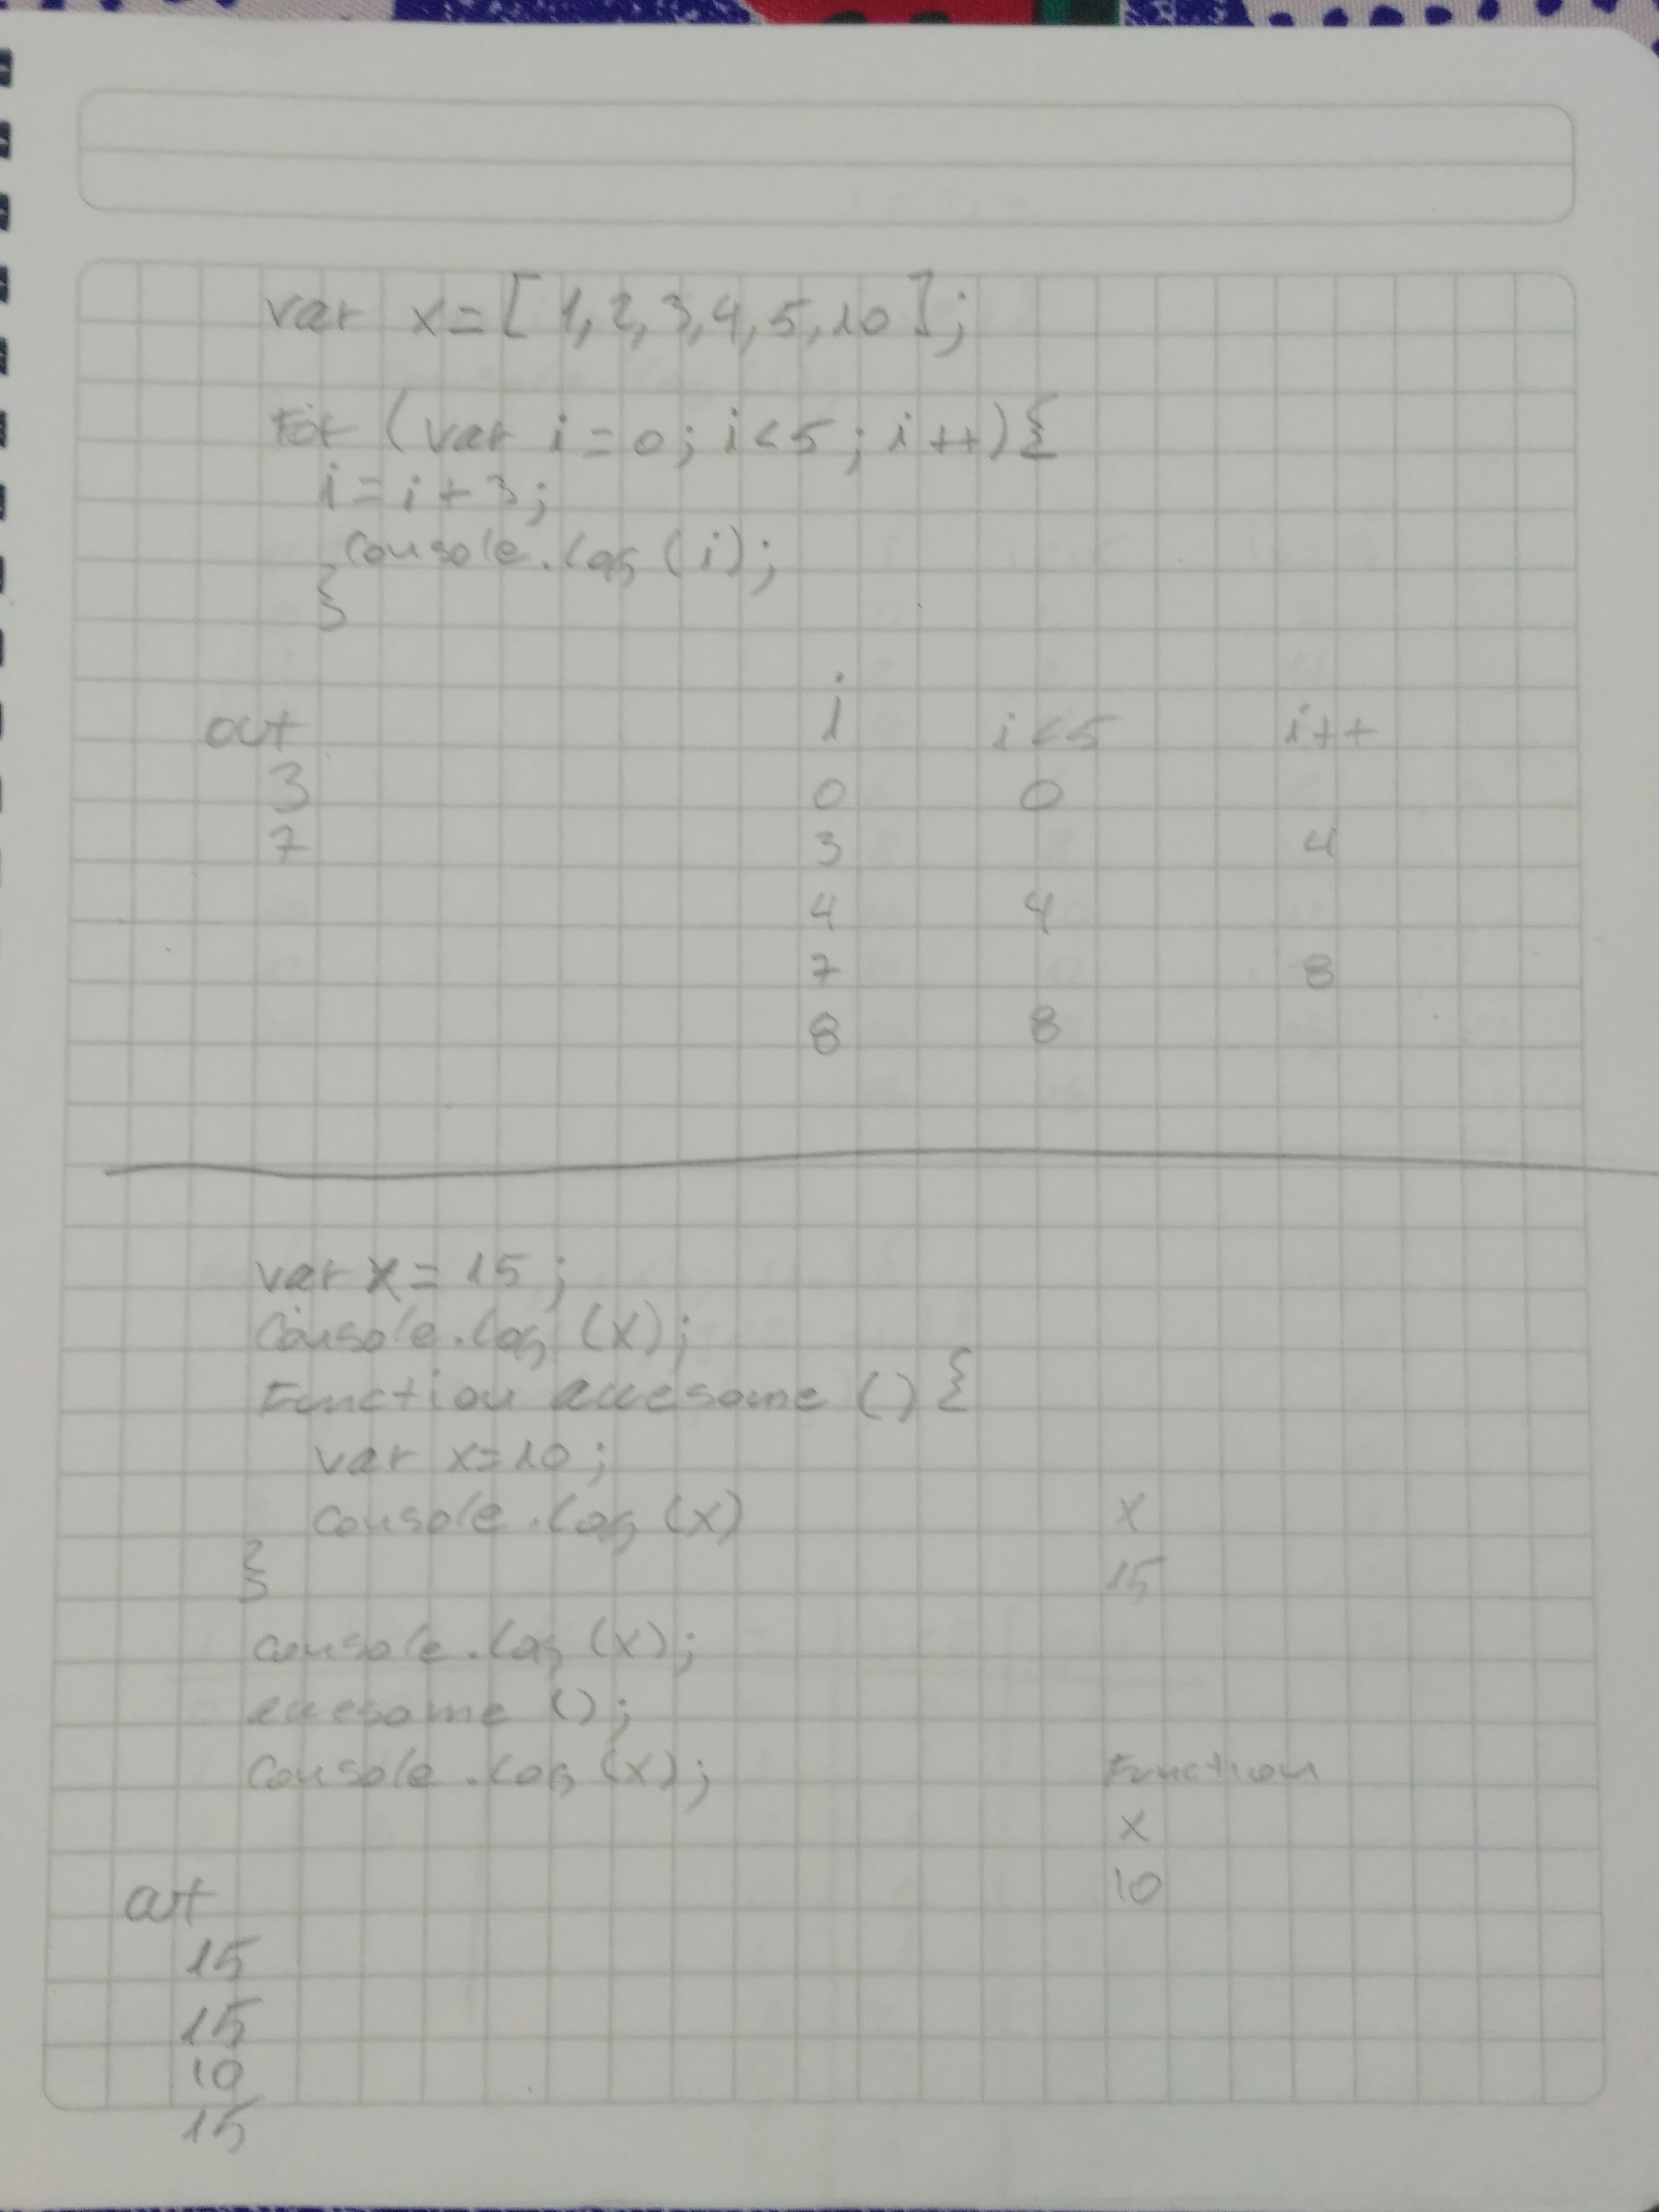 var x=[1,2,3,4,5,10];
For (var i=0; i<5; i++){
i=i+3;
console.log(i);
}
out i i<5 i++
3 0 0
7 3 4
4 4
7 8
8 8
var x= 15;
Console.log (x);
Function awesome () {
var x=10;
console.log (x) x
} 15
console.log (x);
awesome ();
Console.log (x); Function
x
out 10
15
15
10
15